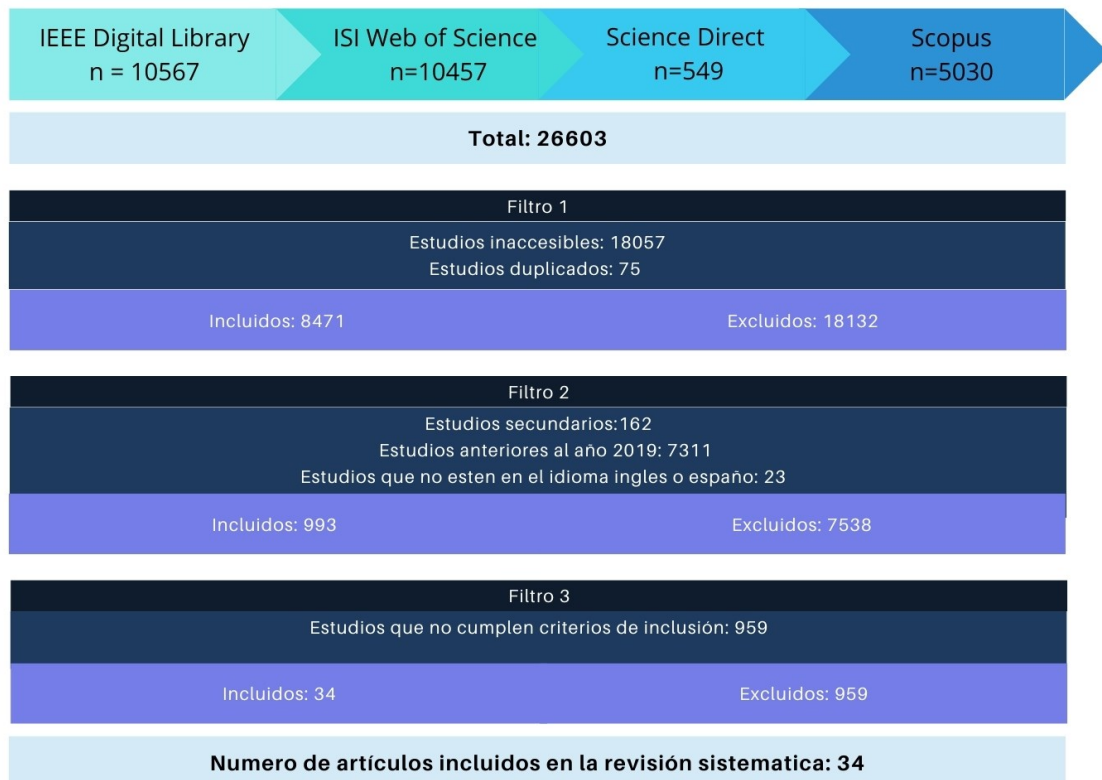 IEEE Digital Library
n = 10567
ISI Web of Science
n=10457
Science Direct
n=549
Scopus
n=5030
Total: 26603
Filtro 1
Estudios inaccesibles: 18057
Estudios duplicados: 75
Incluidos: 8471
Excluidos: 18132
Filtro 2
Estudios secundarios:162
Estudios anteriores al año 2019: 7311
Estudios que no esten en el idioma ingles o españo: 23
Incluidos: 993
Excluidos: 7538
Filtro 3
Estudios que no cumplen criterios de inclusión: 959
Incluidos: 34
Excluidos: 959
Numero de artículos incluidos en la revisión sistematica: 34